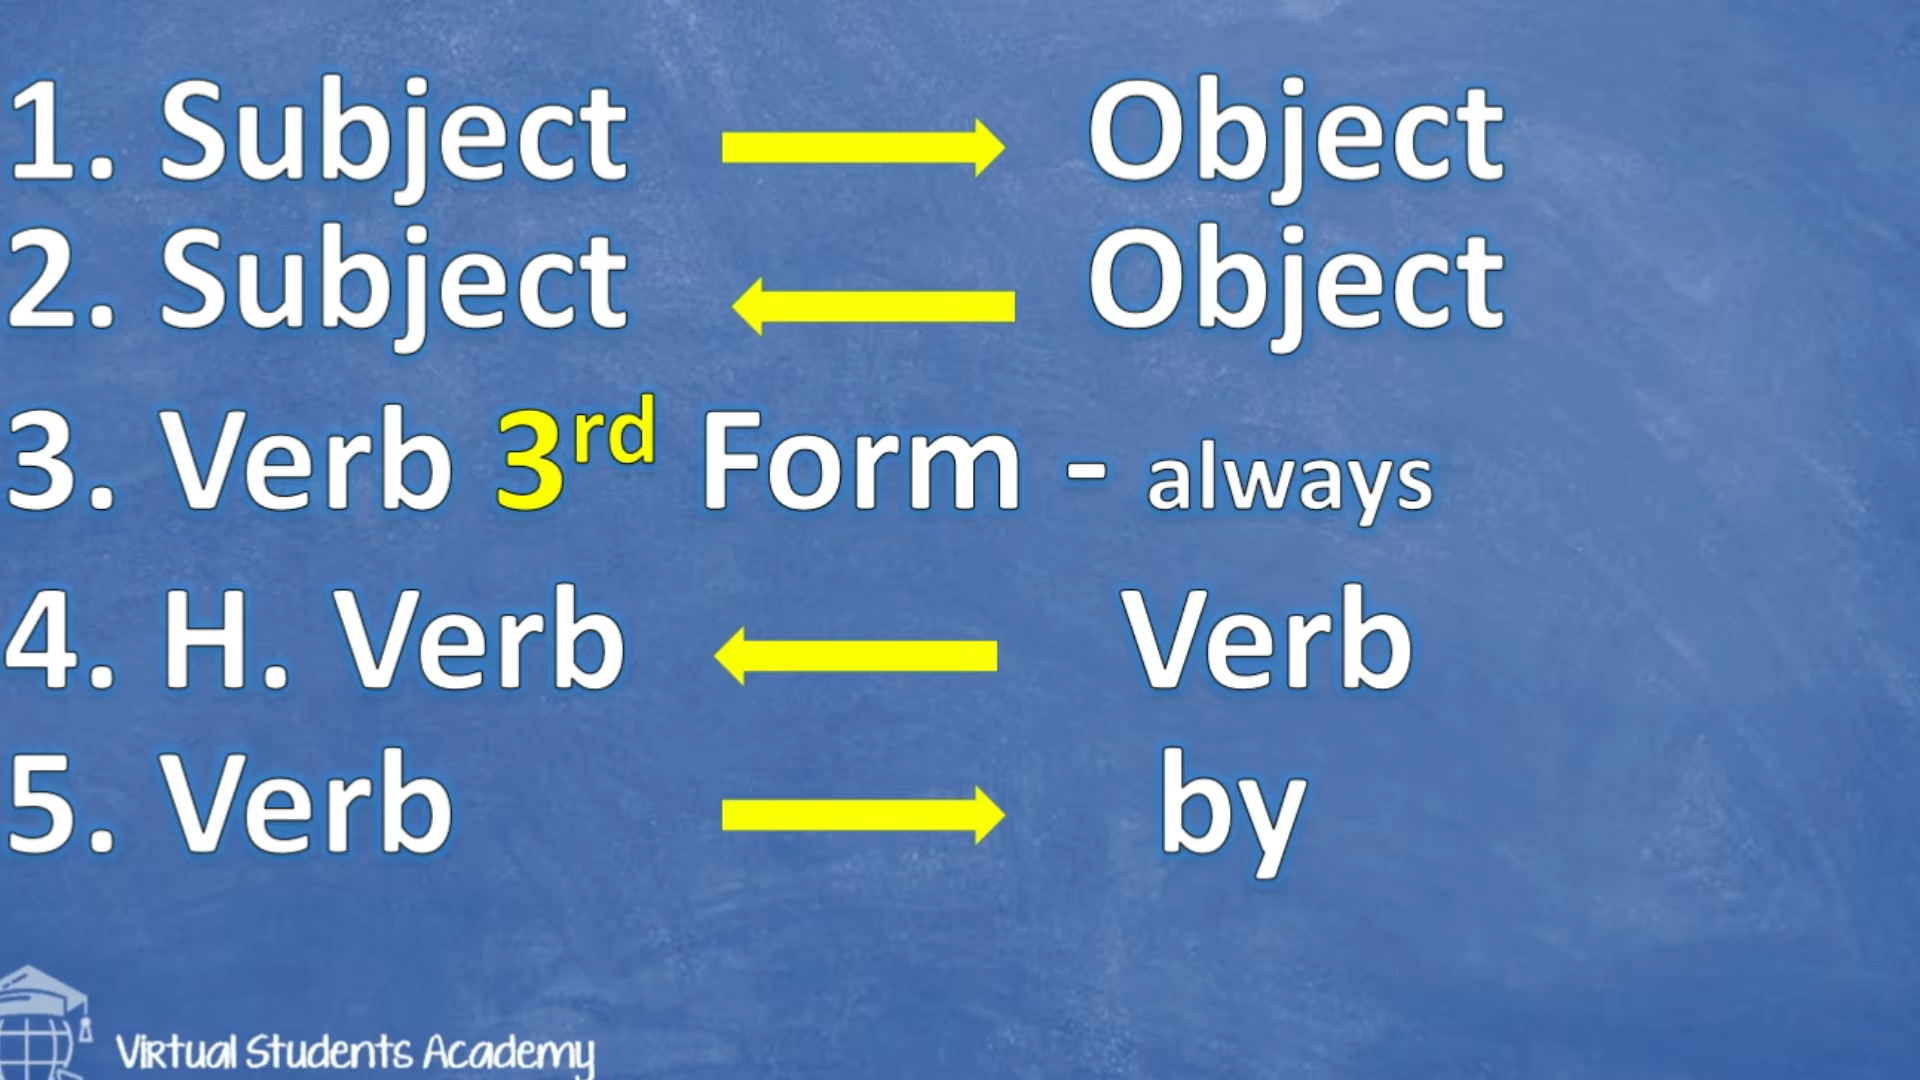 1. Subject Object
2. Subject Object
3. Verb 3rd Form - always
4. H. Verb Verb
5. Verb by
Virtual Students Academy